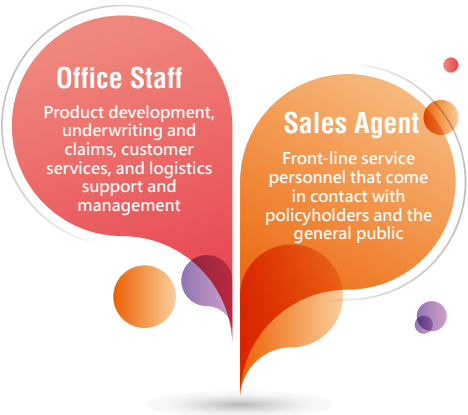 Office Staff
Product development,
underwriting and
claims, customer
services, and logistics
support and
management
Sales Agent
Front-line service
personnel that come
in contact with
policyholders and the
general public